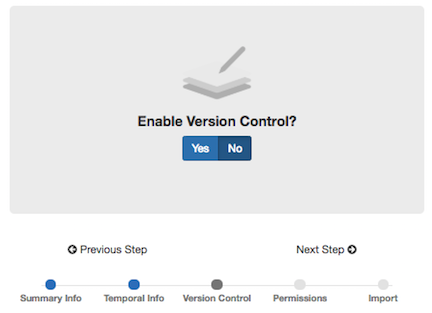 Enable Version Control?
Yes No
Previous Step Next Step
Summary Info Temporal Info Version Control Permissions Import